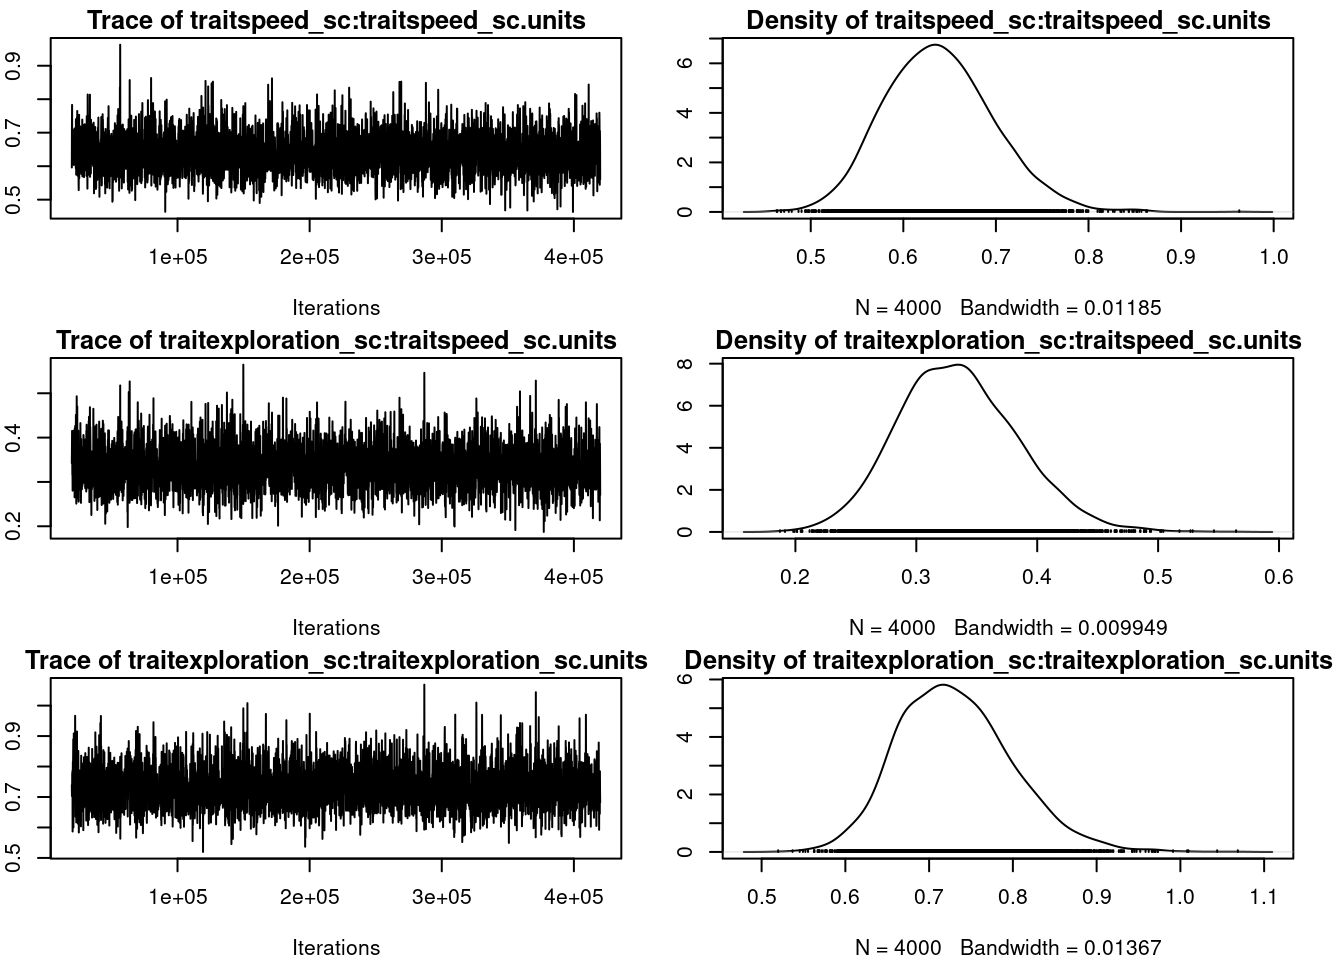 Trace of traitspeed_sc:traitspeed_sc.units
0.5 0.7 0.9
1e+05 2e+05 3e+05 4e+05
Iterations
Density of traitspeed_sc:traitspeed_sc.units
0 2 4 6
0.5 0.6 0.7 0.8 0.9 1.0
N = 4000 Bandwidth = 0.01185
Trace of traitexploration_sc:traitspeed_sc.units
0.2 0.4
1e+05 2e+05 3e+05 4e+05
Iterations
Density of traitexploration_sc:traitspeed_sc.units
0 2 4 6 8
0.2 0.3 0.4 0.5 0.6
N = 4000 Bandwidth = 0.009949
Trace of traitexploration_sc:traitexploration_sc.units
0.5 0.7 0.9
1e+05 2e+05 3e+05 4e+05
Iterations
Density of traitexploration_sc:traitexploration_sc.units
0 2 4 6
0.5 0.6 0.7 0.8 0.9 1.0 1.1
N = 4000 Bandwidth = 0.01367